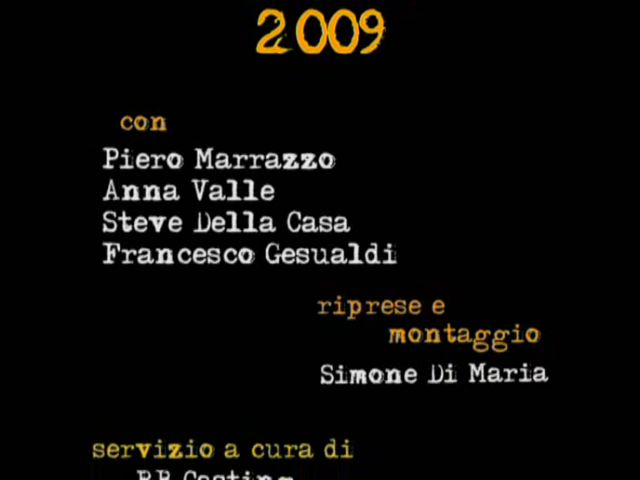 2009
con
Piero Marrazzo
Anna Valle
Steve Della Casa
Francesco Gesualdi
riprese e
montaggio
Simone Di Maria
servizio a cura di